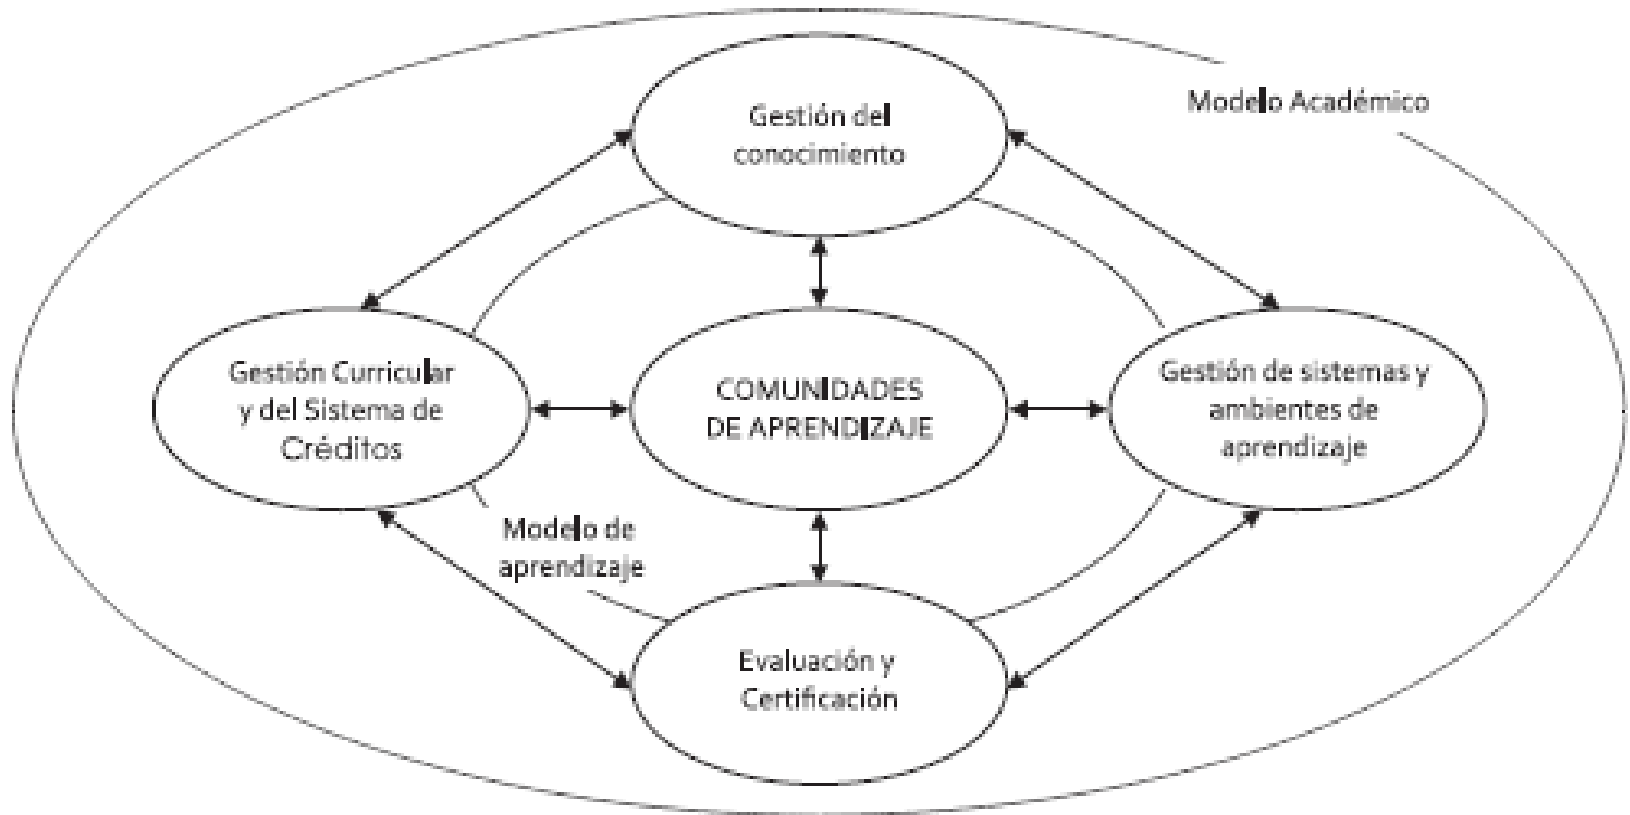 Gestión del
conocimiento
Modelo Académico
Gestión Curricular
y del Sistema de
Créditos
COMUNIDADES
DE APRENDIZAJE
Gestión de sistemas y
ambientes de
aprendizaje
Modelo de
aprendizaje
Evaluación y
Certificación